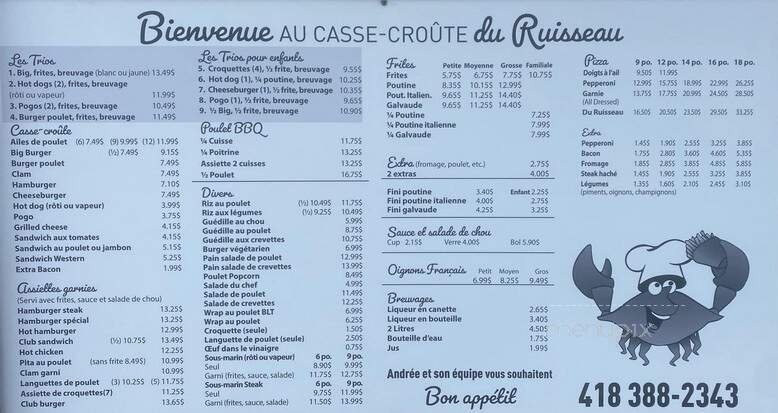 Bienvenue AU CASSE-CROÛTE du Ruisseau
Les Trios
1. Big, frites, breuvage (blanc ou jaune) 13.49$
2. Hot dogs (2), frites, breuvage
(rôti ou vapeur) 11.99$
3. Pogos (2), frites, breuvage 10.49$
4. Burger poulet, frites, breuvage 11.49$
Casse-croûte
Ailes de poulet (6) 7.49$ (9) 9.99$ (12) 11.99$
Big Burger (½) 7.49$ 9.15$
Burger poulet 7.49$
Clam 7.49$
Hamburger 7.10$
Cheeseburger 7.49$
Hot dog (rôti ou vapeur) 3.99$
Pogo 3.75$
Grilled cheese 4.15$
Sandwich aux tomates 4.15$
Sandwich au poulet ou jambon 5.15$
Sandwich Western 5.25$
Extra Bacon 1.99$
Assiettes garnies
(Servi avec frites, sauce et salade de chou)
Hamburger steak 13.25$
Hamburger spécial 13.25$
Hot hamburger 12.99$
Club sandwich (½) 10.75$ 13.49$
Hot chicken 12.25$
Pita au poulet (sans frite 8.49$) 10.99$
Clam garni 10.99$
Languettes de poulet (3) 10.25$ (5) 11.75$
Assiette de crevettes(7) 11.25$
Club burger 13.65$
Les Trios pour enfants
5. Croquettes (4), ½ frite, breuvage 9.55$
6. Hot dog (1), ¼ poutine, breuvage 10.25$
7. Cheeseburger (1), ½ frite, breuvage 10.35$
8. Pogo (1), ½ frite, breuvage 9.65$
9. ½ Big, ½ frite, breuvage 10.90$
Poulet BBQ
¼ Cuisse 11.75$
¼ Poitrine 13.25$
Assiette 2 cuisses 13.25$
½ Poulet 16.75$
Divers
Riz au poulet (½) 10.49$ 11.75$
Riz aux légumes (½) 9.25$ 10.49$
Guédille au chou 5.99$
Guédille au poulet 8.75$
Guédille aux crevettes 10.75$
Burger végétarien 6.99$
Pain salade de poulet 12.99$
Pain salade de crevettes 13.99$
Poulet Popcorn 8.49$
Salade du chef 4.99$
Salade de poulet 11.49$
Salade de crevettes 12.25$
Wrap au poulet BLT 6.99$
Wrap au poulet 6.25$
Croquette (seule) 1.50$
Languette de poulet (seule) 2.50$
Œuf dans le vinaigre 0.75$
Sous-marin (rôti ou vapeur) 6 po. 9 po.
Seul 8.90$ 9.99$
Garni (frites, sauce, salade) 11.75$ 12.75$
Sous-marin Steak 6 po. 9 po.
Seul 9.99$ 10.99$
Garni (frites, sauce, salade) 11.50$ 13.99$
Frites Petite Moyenne Grosse Familiale
Frites 5.75$ 6.75$ 7.75$ 10.75$
Poutine 8.35$ 10.15$ 12.99$
Pout. Italien. 9.65$ 11.25$ 14.40$
Galvaude 9.65$ 11.25$ 14.40$
¼ Poutine 7.25$
¼ Poutine italienne 7.99$
¼ Galvaude 7.99$
Extra (fromage, poulet, etc.) 2.75$
2 extras 4.00$
Fini poutine 3.40$ Enfant 2.25$
Fini poutine italienne 4.00$ 2.75$
Fini galvaude 4.25$ 3.25$
Sauce et salade de chou
Cup 2.15$ Verre 4.00$ Bol 5.90$
Oignons Français Petit Moyen Gros
6.99$ 8.25$ 9.49$
Breuvages
Liqueur en canette 2.65$
Liqueur en bouteille 3.40$
2 Litres 4.50$
Bouteille d'eau 1.75$
Jus 1.99$
Andrée et son équipe vous souhaitent
Bon appétit
Pizza 9 po. 12 po. 14 po. 16 po. 18 po.
Doigts à l'ail 9.50$ 11.99$
Pepperoni 12.99$ 15.75$ 18.99$ 22.99$ 26.25$
Garnie 13.75$ 17.75$ 20.99$ 24.50$ 28.50$
(All Dressed)
Du Ruisseau 16.50$ 20.50$ 23.50$ 29.50$ 33.25$
Extra
Pepperoni 1.45$ 1.90$ 2.55$ 3.25$ 3.85$
Bacon 1.75$ 2.80$ 3.60$ 4.60$ 5.35$
Fromage 1.85$ 2.85$ 3.85$ 4.85$ 5.85$
Steak haché 1.45$ 1.90$ 2.55$ 3.25$ 3.85$
Légumes 1.35$ 1.60$ 2.10$ 2.45$ 3.10$
(piments, oignons, champignons)
418 388-2343